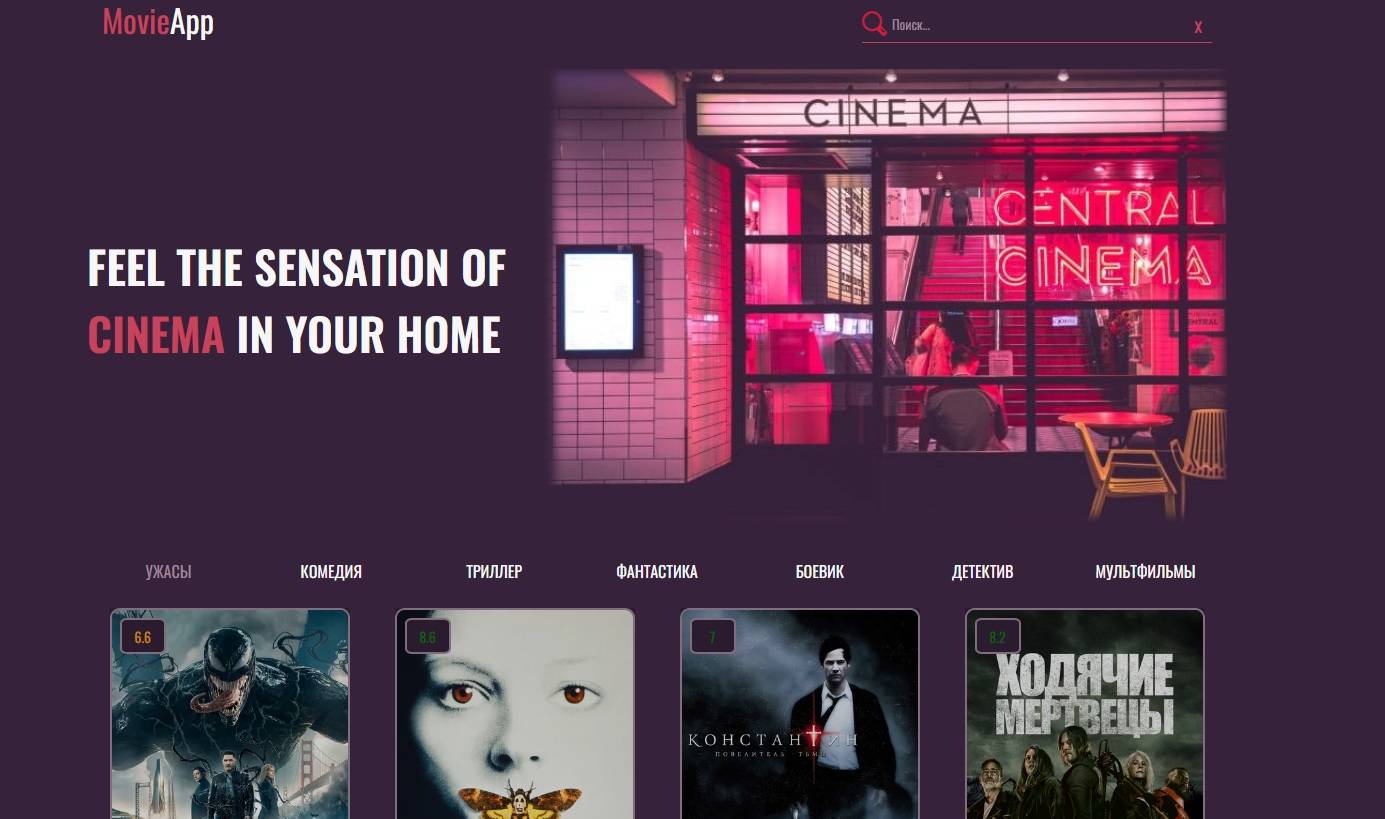 MovieApp
Поиск...
X
CINEMA
CENTRAL
CINEMA
FEEL THE SENSATION OF
CINEMA IN YOUR HOME
УЖАСЫ
КОМЕДИЯ
ТРИЛЛЕР
ФАНТАСТИКА
БОЕВИК
ДЕТЕКТИВ
МУЛЬТФИЛЬМЫ
6.6
8.6
7
8.2
ХОДЯЧИЕ
МЕРТВЕЦЫ
КОНСТАНТИН
ПОВЕЛИТЕЛЬ ТЬМЫ